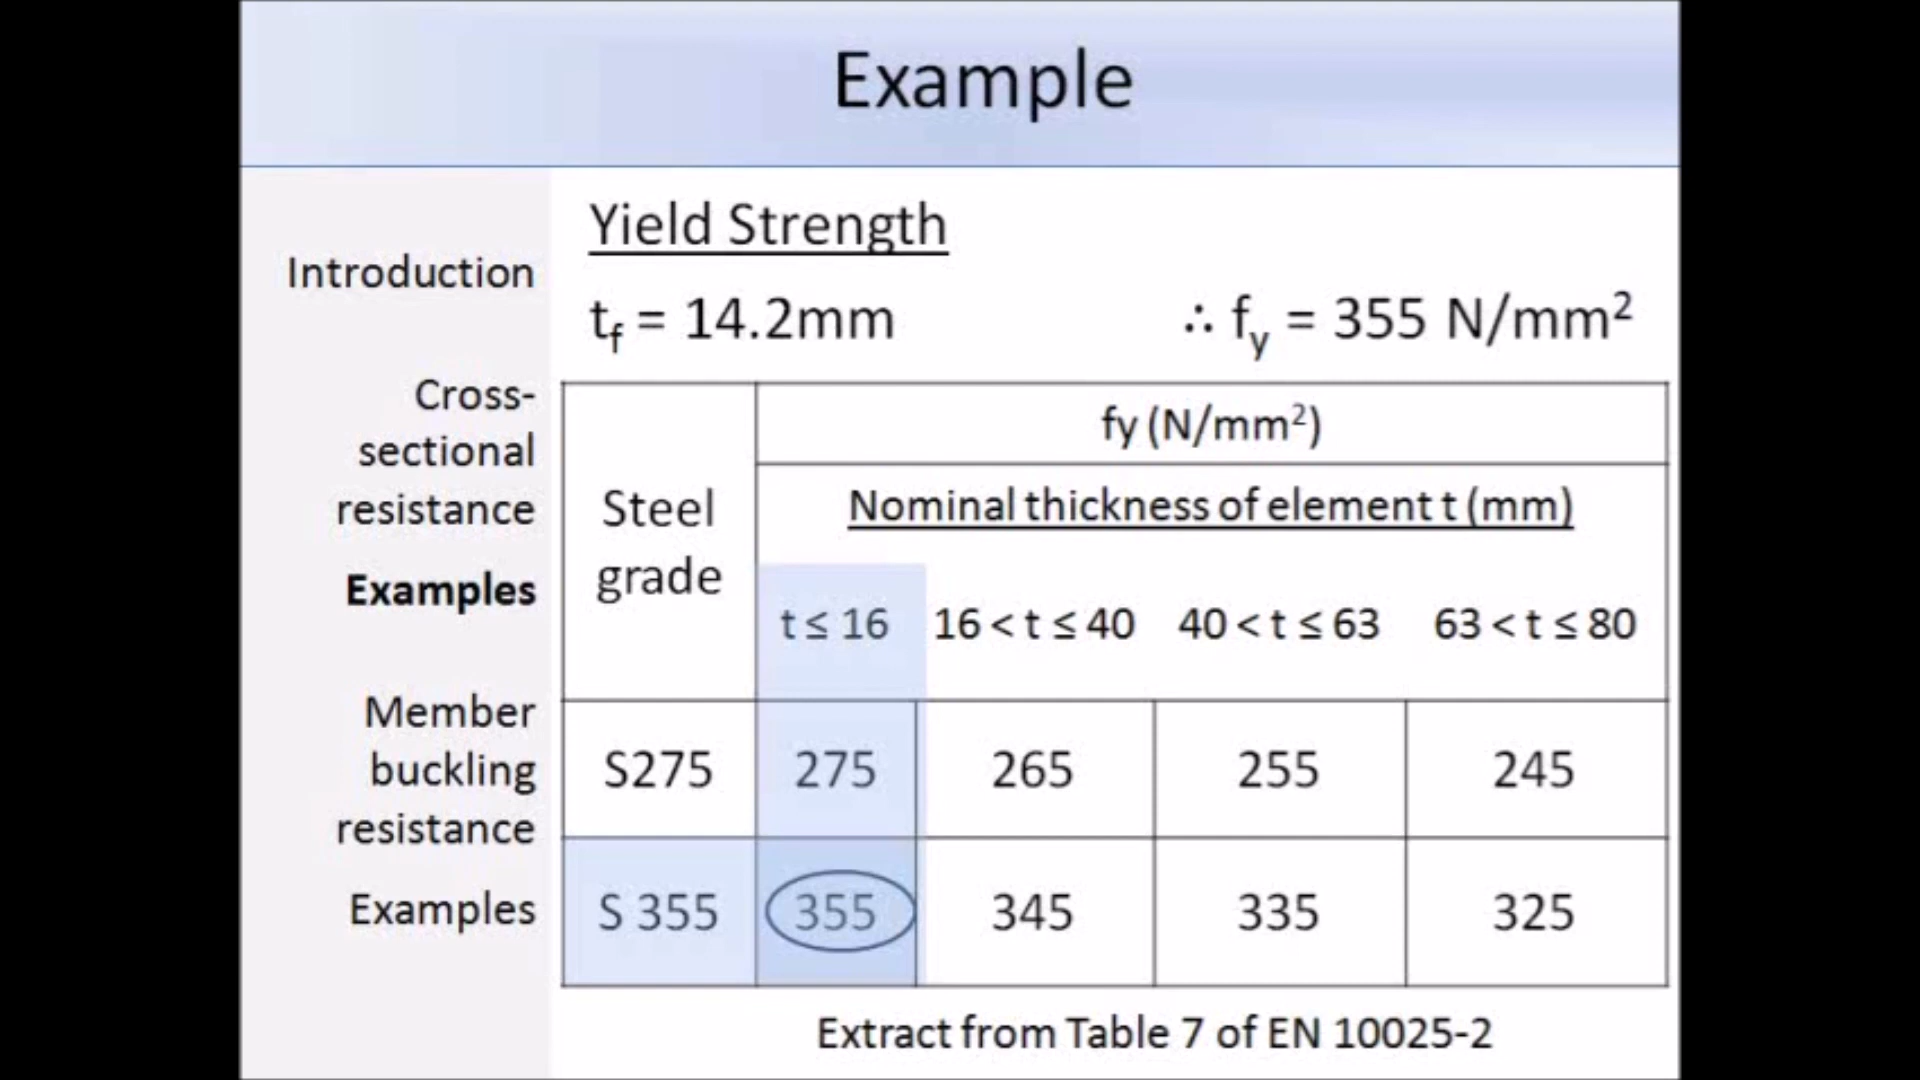 Example
Introduction
Cross-
sectional
resistance
Examples
Member
buckling
resistance
Examples
Yield Strength
t_f = 14.2mm ∴ f_y = 355 N/mm²
Steel
grade
fy (N/mm²)
Nominal thickness of element t (mm)
t ≤ 16 16 < t ≤ 40 40 < t ≤ 63 63 < t ≤ 80
S275 275 265 255 245
S 355 355 345 335 325
Extract from Table 7 of EN 10025-2